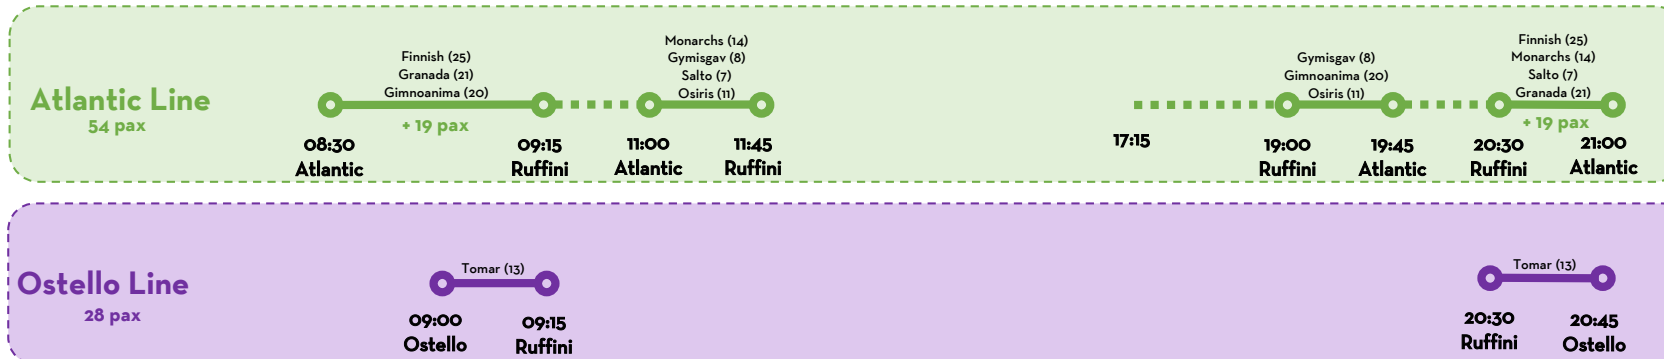 Atlantic Line
54 pax
Finnish (25)
Granada (21)
Gimnoanima (20)
+ 19 pax
08:30
Atlantic
09:15
Ruffini
Monarchs (14)
Gymisgav (8)
Salto (7)
Osiris (11)
11:00
Atlantic
11:45
Ruffini
17:15
Gymisgav (8)
Gimnoanima (20)
Osiris (11)
19:00
Ruffini
19:45
Atlantic
Finnish (25)
Monarchs (14)
Salto (7)
Granada (21)
+ 19 pax
20:30
Ruffini
21:00
Atlantic
Ostello Line
28 pax
Tomar (13)
09:00
Ostello
09:15
Ruffini
Tomar (13)
20:30
Ruffini
20:45
Ostello